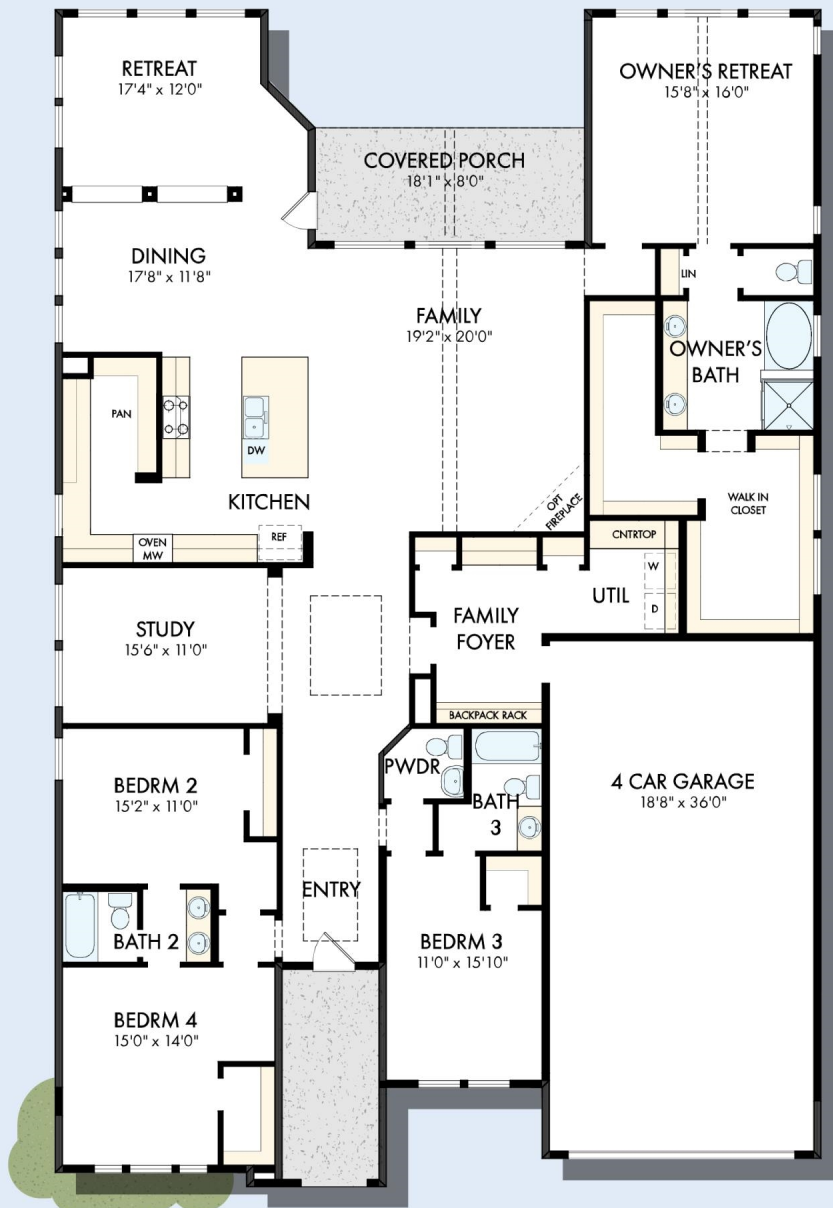 RETREAT
17'4" x 12'0"
OWNER'S RETREAT
15'8" x 16'0"
COVERED PORCH
18'1" x 8'0"
DINING
17'8" x 11'8"
LIN
FAMILY
19'2" x 20'0"
OWNER'S
BATH
PAN
DW
KITCHEN
OPT
FIREPLACE
WALK IN
CLOSET
OVEN
MW
REF
CNTRTOP
W
D
UTIL
FAMILY
FOYER
STUDY
15'6" x 11'0"
BACKPACK RACK
PWDR
BATH
3
BEDRM 2
15'2" x 11'0"
4 CAR GARAGE
18'8" x 36'0"
ENTRY
BATH 2
BEDRM 3
11'0" x 15'10"
BEDRM 4
15'0" x 14'0"